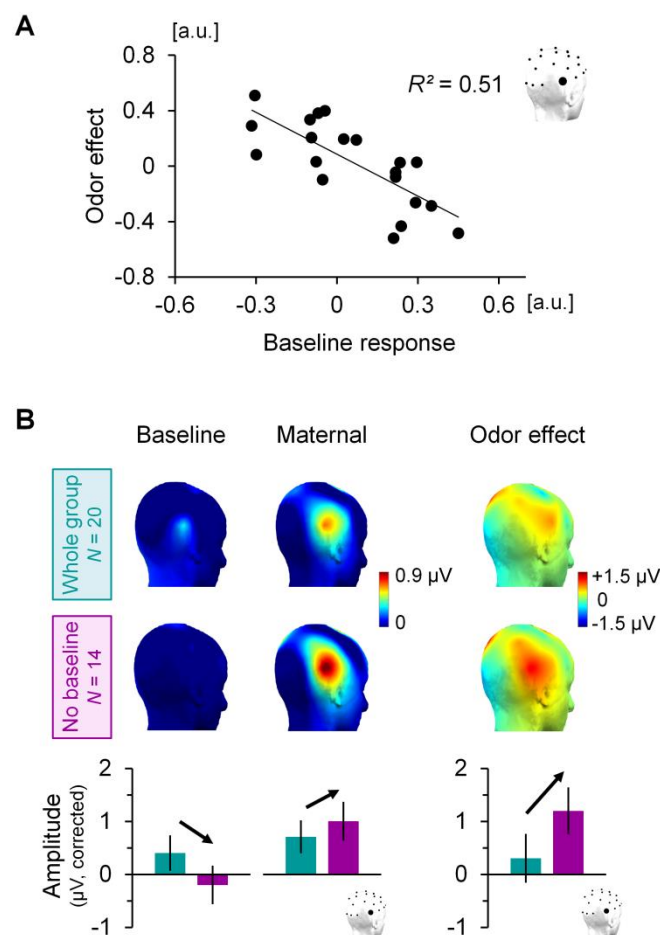 A
[a.u.]
0.8
0.4
0
-0.4
-0.8
Odor effect
R² = 0.51
-0.6
-0.3
0
0.3
0.6
[a.u.]
Baseline response
B
Baseline
Maternal
Odor effect
Whole group
N = 20
0.9 µV
0
+1.5 µV
0
-1.5 µV
No baseline
N = 14
Amplitude
(µV, corrected)
2
1
0
-1
2
1
0
-1